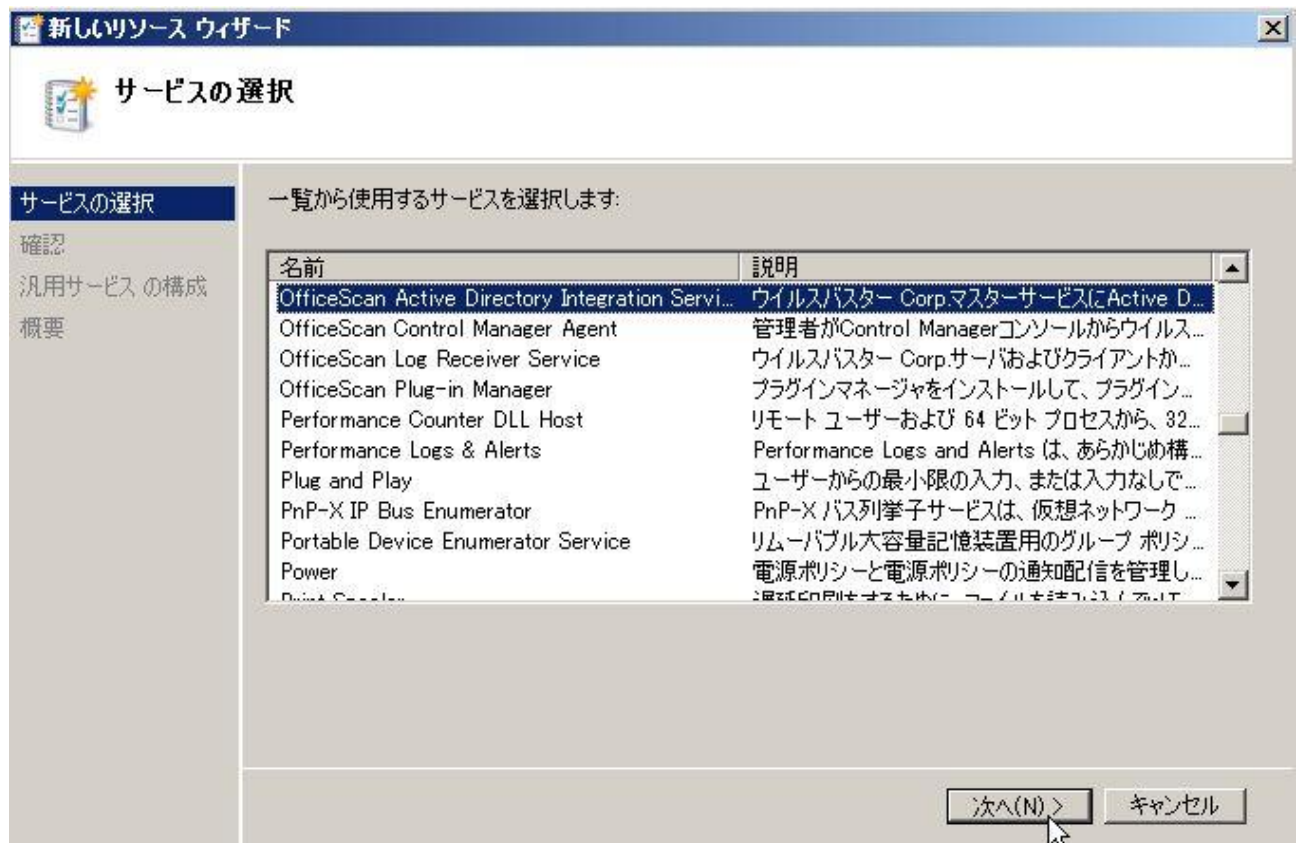 新しいリソース ウィザード
サービスの選択
サービスの選択
確認
汎用サービス の構成
概要
一覧から使用するサービスを選択します:
名前 説明
OfficeScan Active Directory Integration Servi... ウイルスバスター Corp.マスターサービスにActive D...
OfficeScan Control Manager Agent 管理者がControl Managerコンソールからウイルス...
OfficeScan Log Receiver Service ウイルスバスター Corp.サーバおよびクライアントか...
OfficeScan Plug-in Manager プラグインマネージャをインストールして、プラグイン...
Performance Counter DLL Host リモート ユーザーおよび 64 ビット プロセスから、32...
Performance Logs & Alerts Performance Logs and Alerts は、あらかじめ構...
Plug and Play ユーザーからの最小限の入力、または入力なしで...
PnP-X IP Bus Enumerator PnP-X バス列挙子サービスは、仮想ネットワーク ...
Portable Device Enumerator Service リムーバブル大容量記憶装置用のグループ ポリシ...
Power 電源ポリシーと電源ポリシーの通知配信を管理し...
次へ(N) > キャンセル